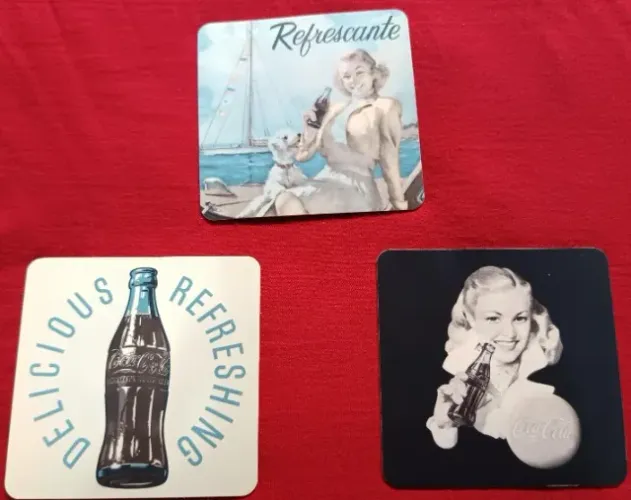 Refrescante
DELICIOUS REFRESHING
Coca-Cola
Coca-Cola